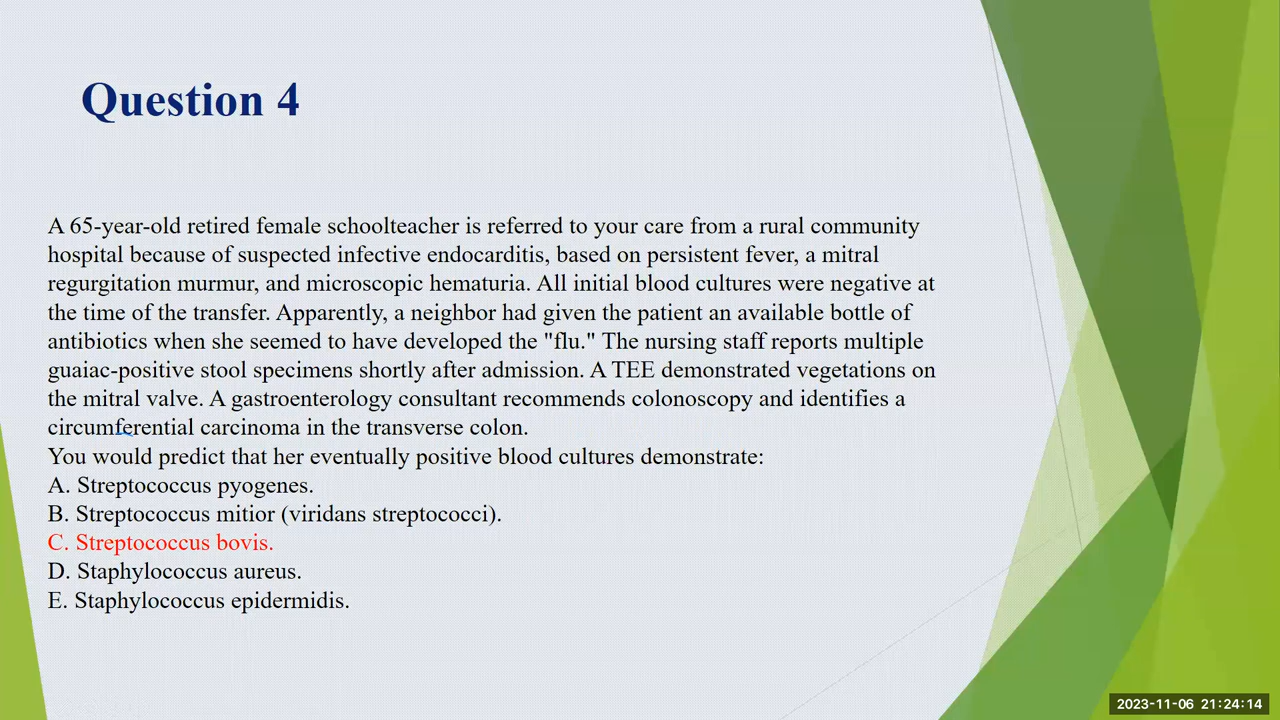 Question 4
A 65-year-old retired female schoolteacher is referred to your care from a rural community
hospital because of suspected infective endocarditis, based on persistent fever, a mitral
regurgitation murmur, and microscopic hematuria. All initial blood cultures were negative at
the time of the transfer. Apparently, a neighbor had given the patient an available bottle of
antibiotics when she seemed to have developed the "flu." The nursing staff reports multiple
guaiac-positive stool specimens shortly after admission. A TEE demonstrated vegetations on
the mitral valve. A gastroenterology consultant recommends colonoscopy and identifies a
circumferential carcinoma in the transverse colon.
You would predict that her eventually positive blood cultures demonstrate:
A. Streptococcus pyogenes.
B. Streptococcus mitior (viridans streptococci).
C. Streptococcus bovis.
D. Staphylococcus aureus.
E. Staphylococcus epidermidis.
2023-11-06 21:24:14